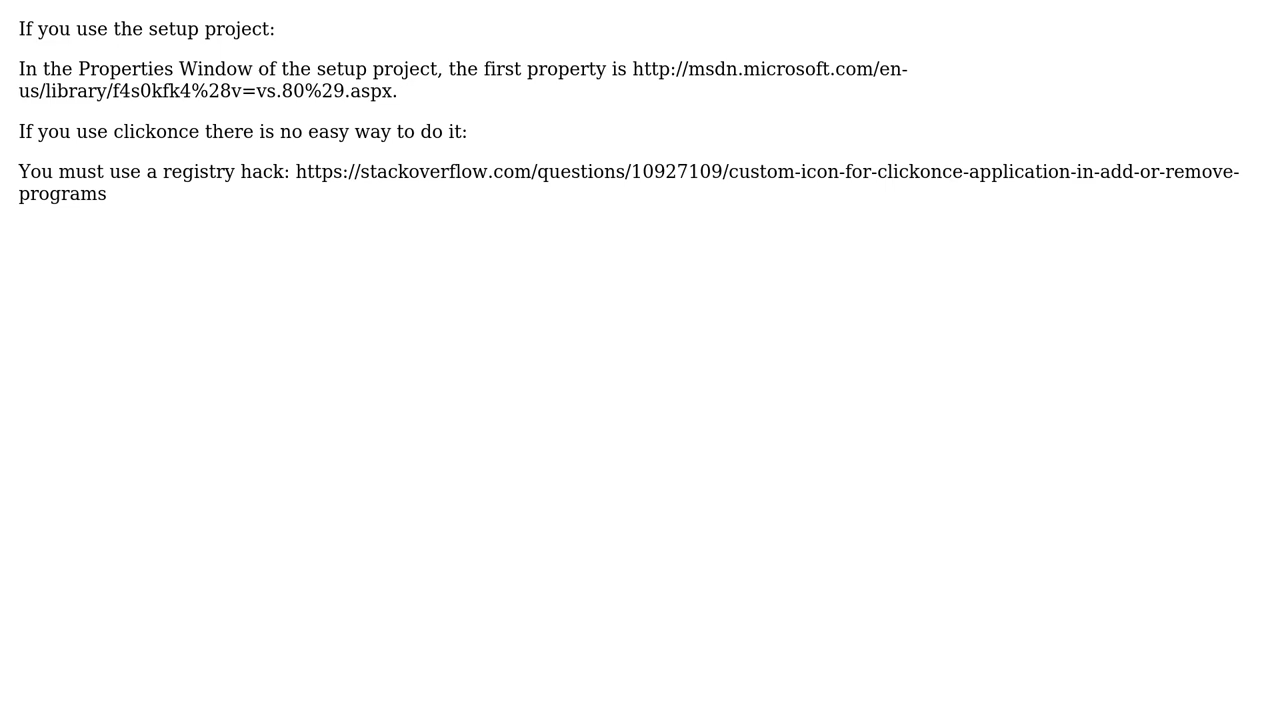 If you use the setup project:
In the Properties Window of the setup project, the first property is http://msdn.microsoft.com/en-
us/library/f4s0kfk4%28v=vs.80%29.aspx.
If you use clickonce there is no easy way to do it:
You must use a registry hack: https://stackoverflow.com/questions/10927109/custom-icon-for-clickonce-application-in-add-or-remove-
programs